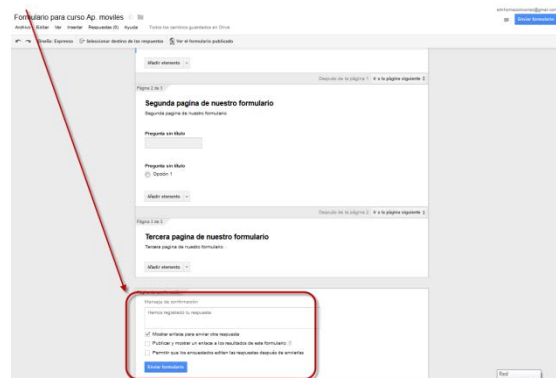 Formulario para curso Ap. moviles
Archivo Editar Ver Insertar Respuestas (0) Ayuda Todos los cambios guardados en Drive
Enviar formulario
Diseño: Expreso Seleccionar destino de las respuestas Ver el formulario publicado
Añadir elemento
Después de la página 1 Ir a la página siguiente
Página 2 de 3
Segunda pagina de nuestro formulario
Segunda pagina de nuestro formulario
Pregunta sin título
Pregunta sin título
Opción 1
Añadir elemento
Después de la página 2 Ir a la página siguiente
Página 3 de 3
Tercera pagina de nuestro formulario
Tercera pagina de nuestro formulario
Añadir elemento
Página de confirmación
Mensaje de confirmación
Hemos registrado tu respuesta
Mostrar enlace para enviar otra respuesta
Publicar y mostrar un enlace a los resultados de este formulario
Permitir que los encuestados editen las respuestas después de enviarlas
Enviar formulario
Red